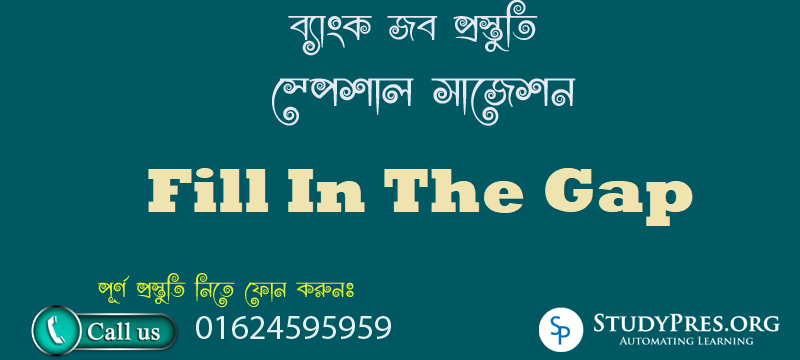 ব্যাংক জব প্রস্তুতি
স্পেশাল সাজেশন
Fill In The Gap
পূর্ণ প্রস্তুতি নিতে ফোন করুনঃ
Call us 01624595959
SP STUDYPRES.ORG
AUTOMATING LEARNING